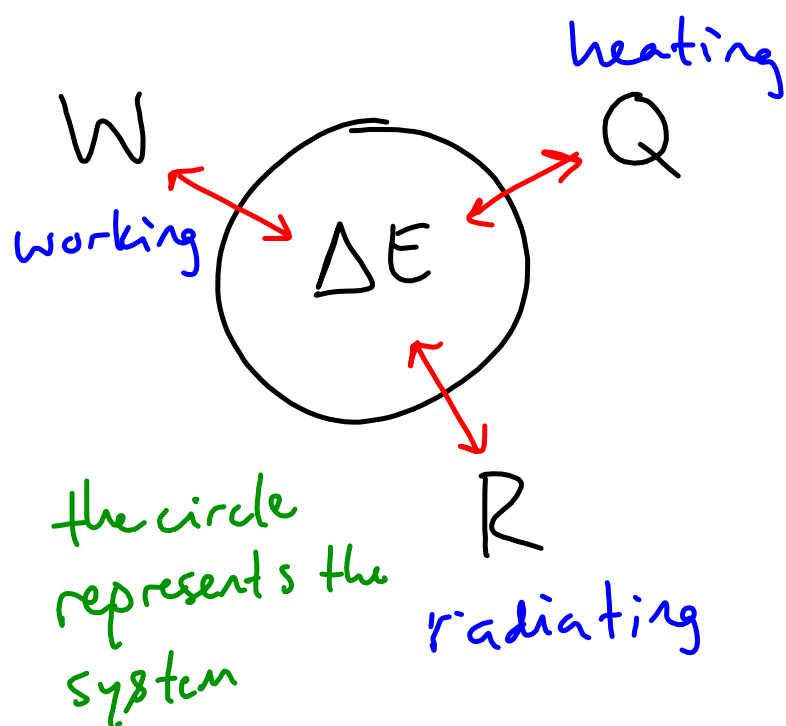 heating
W
Q
working
ΔE
R
the circle
represents the
system
radiating